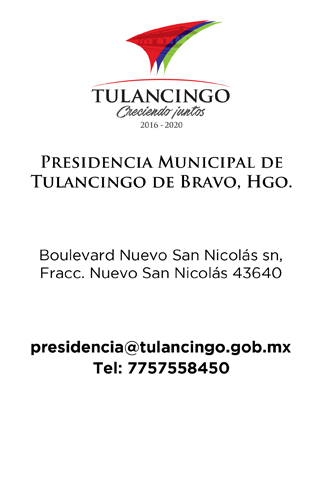 TULANCINGO
Creciendo juntos
2016 - 2020
PRESIDENCIA MUNICIPAL DE
TULANCINGO DE BRAVO, HGO.
Boulevard Nuevo San Nicolás sn,
Fracc. Nuevo San Nicolás 43640
presidencia@tulancingo.gob.mx
Tel: 7757558450